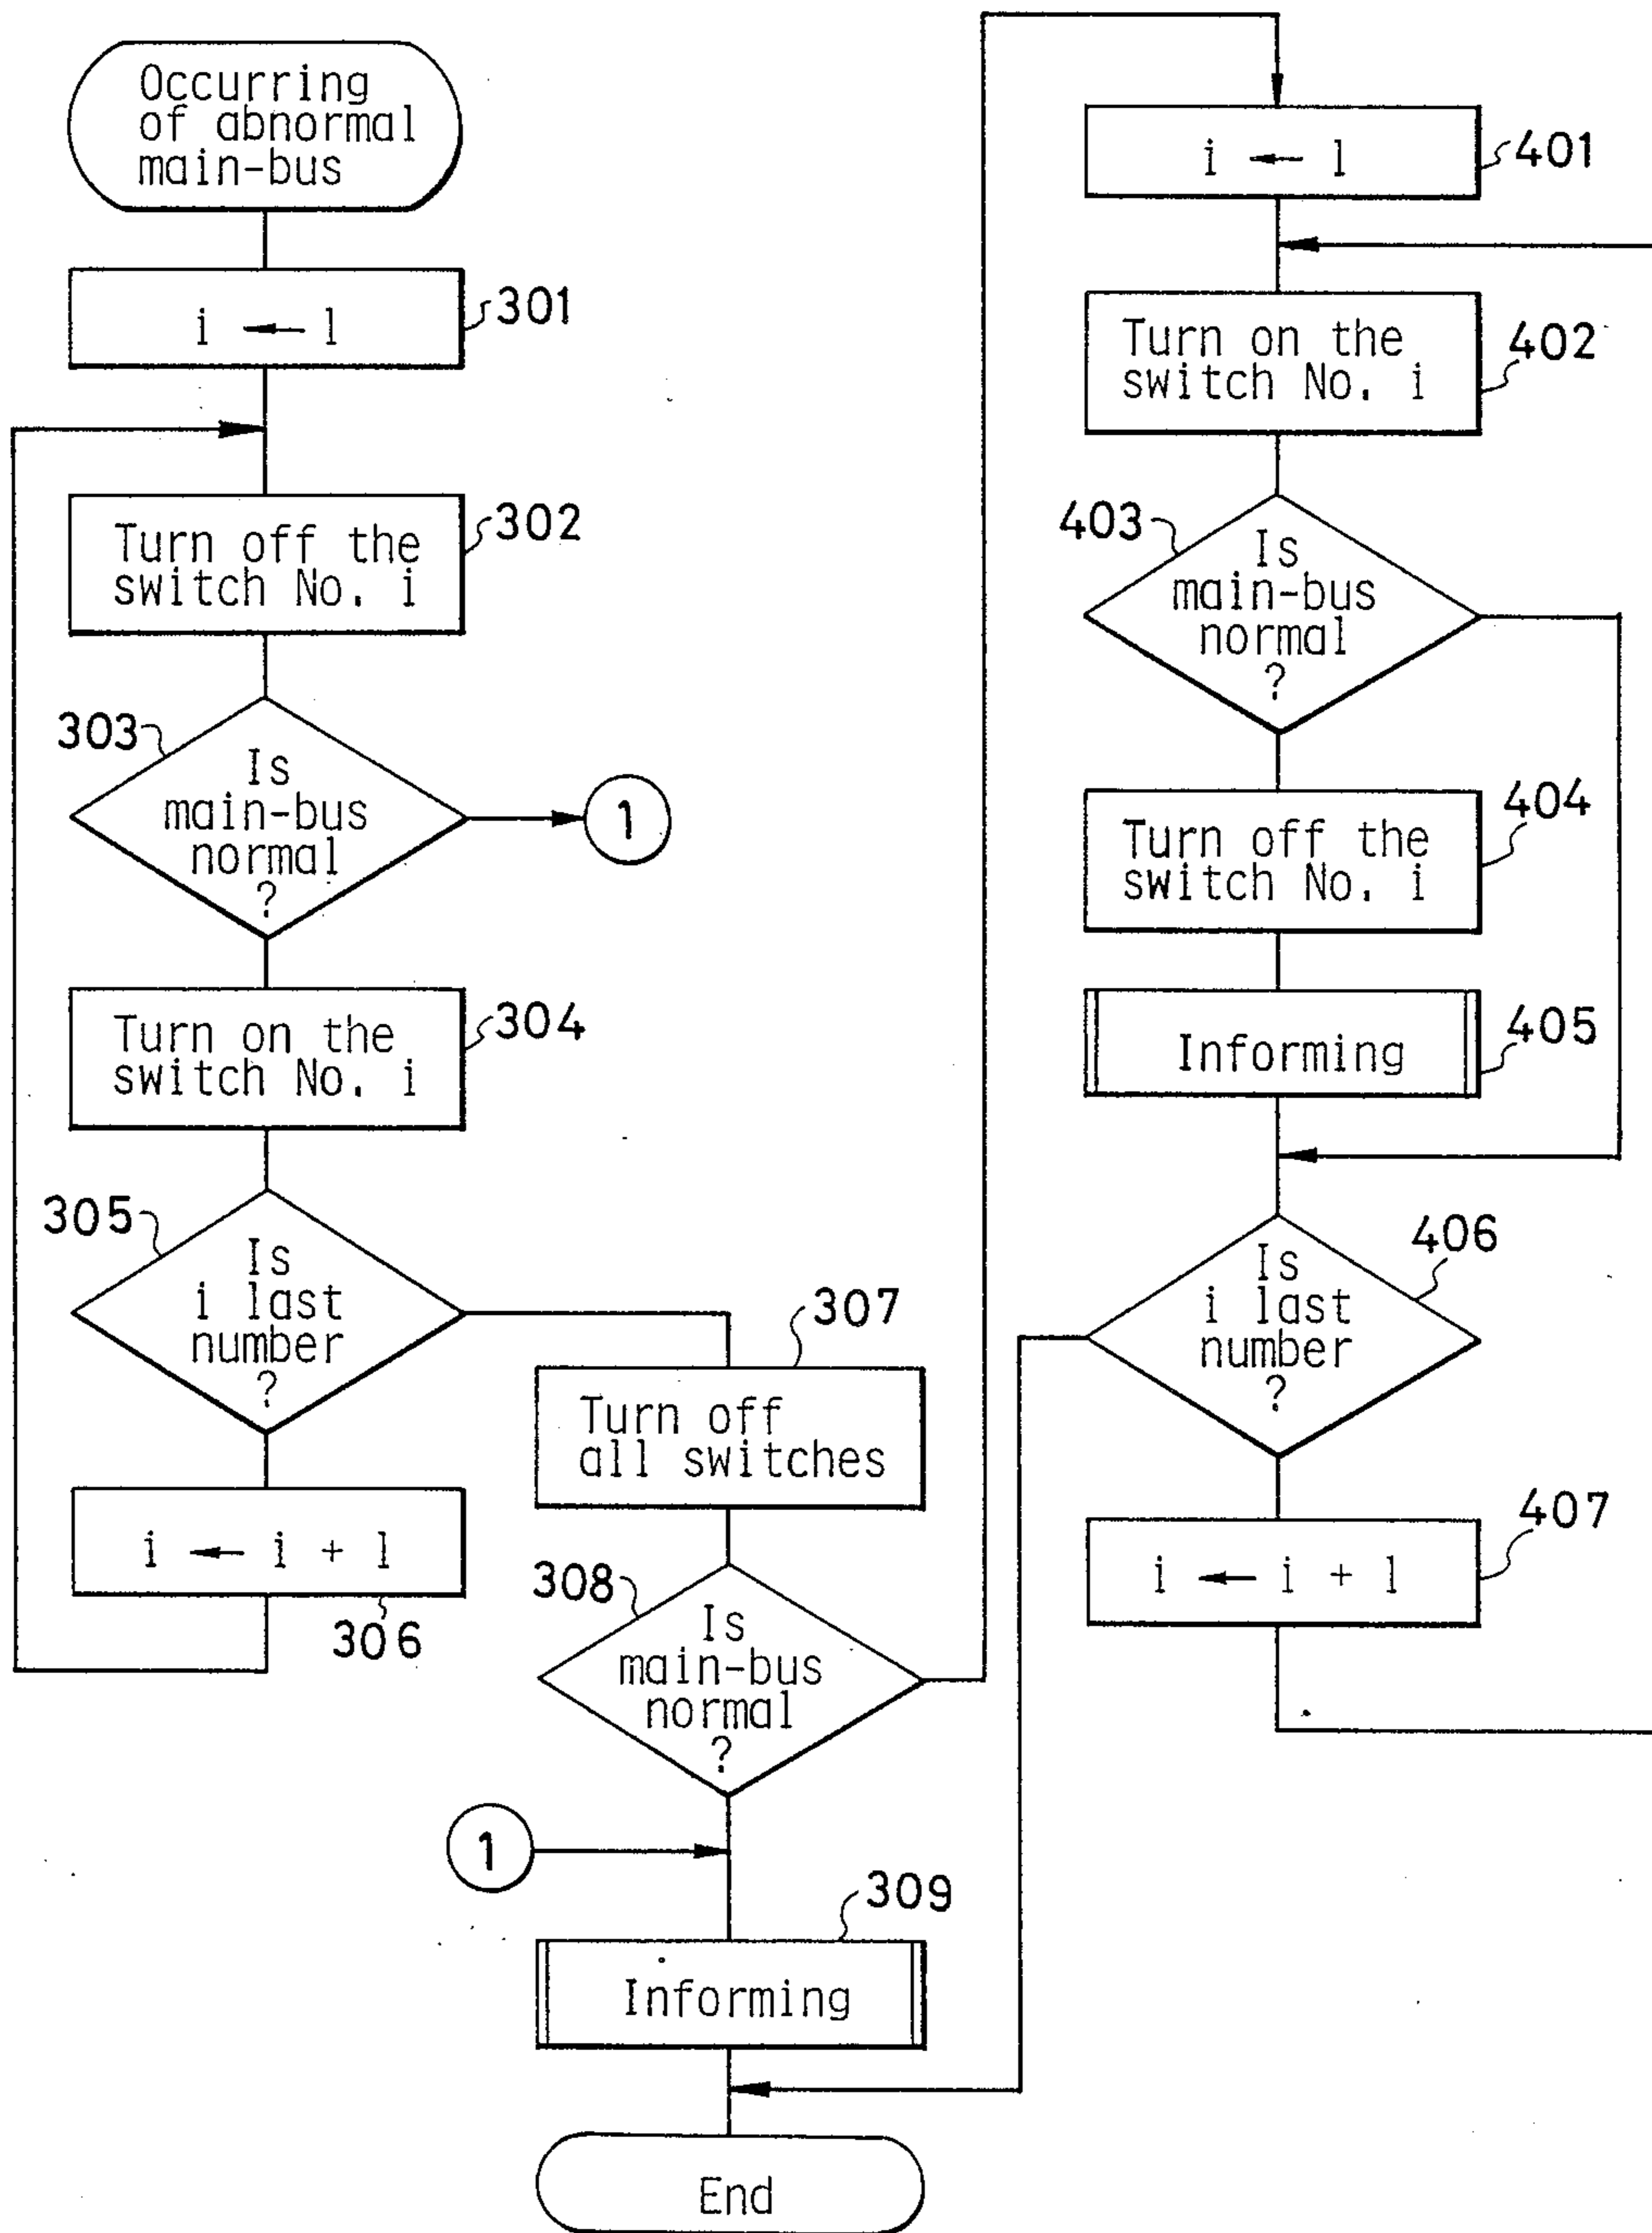 Occurring
of abnormal
main-bus
i ← 1
301
Turn off the
switch No. i
302
303
Is
main-bus
normal
?
1
Turn on the
switch No. i
304
305
Is
i last
number
?
i ← i + 1
306
307
Turn off
all switches
308
Is
main-bus
normal
?
1
309
Informing
End
i ← 1
401
Turn on the
switch No. i
402
403
Is
main-bus
normal
?
Turn off the
switch No. i
404
Informing
405
406
Is
i last
number
?
i ← i + 1
407